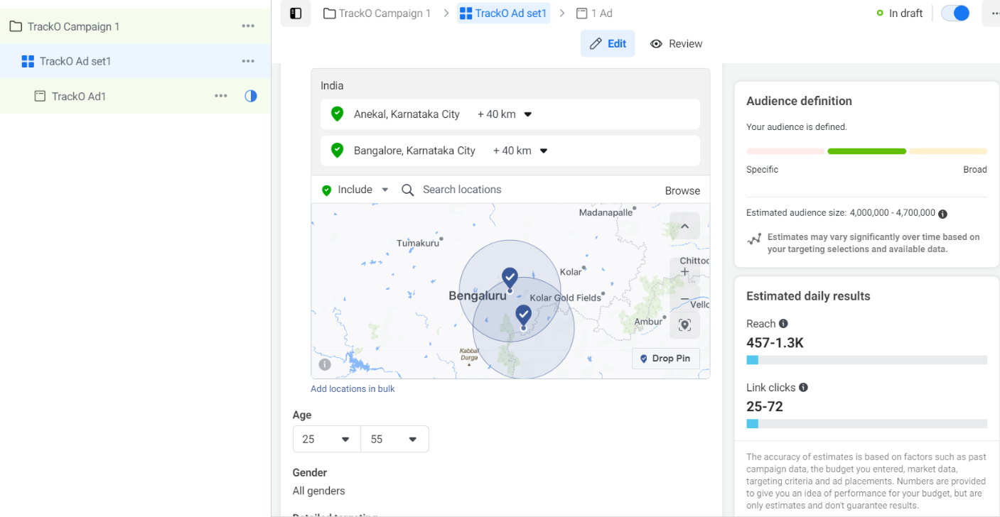 TrackO Campaign 1
TrackO Ad set1
TrackO Ad1
TrackO Campaign 1
TrackO Ad set1
1 Ad
In draft
Edit
Review
India
Anekal, Karnataka City + 40 km
Bangalore, Karnataka City + 40 km
Include
Search locations
Browse
Madanapalle
Tumakuru
Chittoo
Kolar
Bengaluru
Kolar Gold Fields
Vello
Ambur
Kabbal
Durga
Drop Pin
Add locations in bulk
Age
25
55
Gender
All genders
Detailed targeting
Audience definition
Your audience is defined.
Specific
Broad
Estimated audience size: 4,000,000 - 4,700,000
Estimates may vary significantly over time based on
your targeting selections and available data.
Estimated daily results
Reach
457-1.3K
Link clicks
25-72
The accuracy of estimates is based on factors such as past
campaign data, the budget you entered, market data,
targeting criteria and ad placements. Numbers are provided
to give you an idea of performance for your budget, but are
only estimates and don't guarantee results.